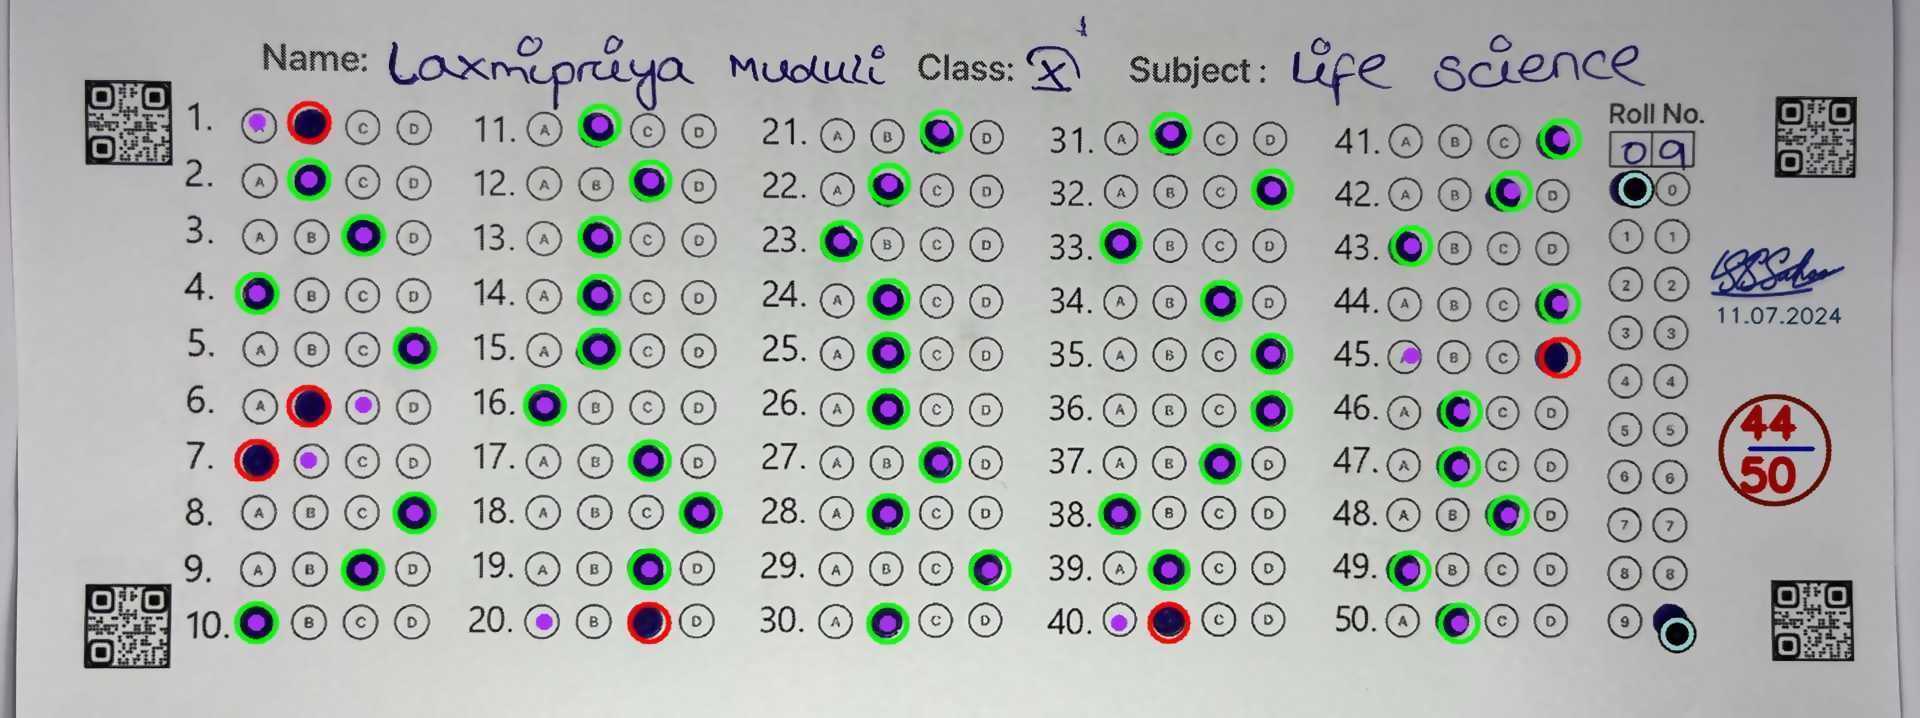 Name: Laxmipriya Muduli Class: X Subject: Life science
Roll No.
09
1. C D 11. A C D 21. A B D 31. A C D 41. A B C
2. A C D 12. A B D 22. A C D 32. A B C 42. A B D 0
3. A B D 13. A C D 23. B C D 33. B C D 43. B C D 1 1
4. B C D 14. A C D 24. A C D 34. A B D 44. A B C 2 2
11.07.2024
5. A B C 15. A C D 25. A C D 35. A B C 45. B C 3 3
6. A D 16. B C D 26. A C D 36. A B C 46. A C D 4 4
44
50
7. C D 17. A B D 27. A B D 37. A B D 47. A C D 5 5
8. A B C 18. A B C 28. A C D 38. B C D 48. A B D 6 6
7 7
9. A B D 19. A B D 29. A B C 39. A C D 49. B C D 8 8
10. B C D 20. B D 30. A C D 40. C D 50. A C D 9